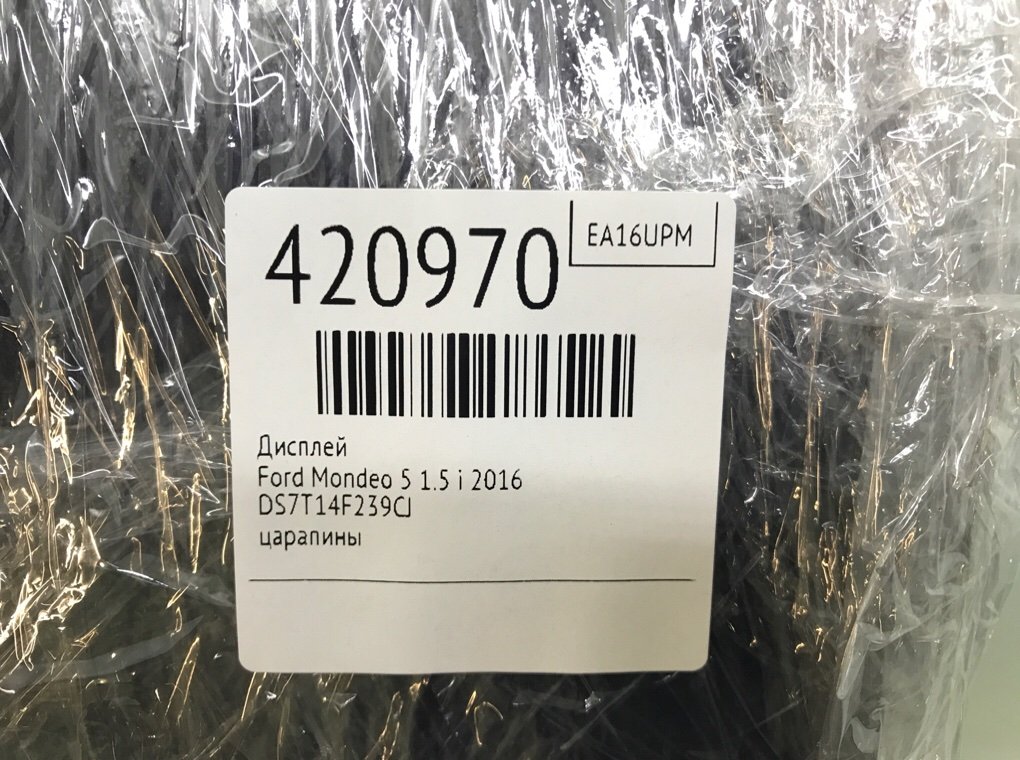 420970
EA16UPM
Дисплей
Ford Mondeo 5 1.5 i 2016
DS7T14F239CJ
царапины